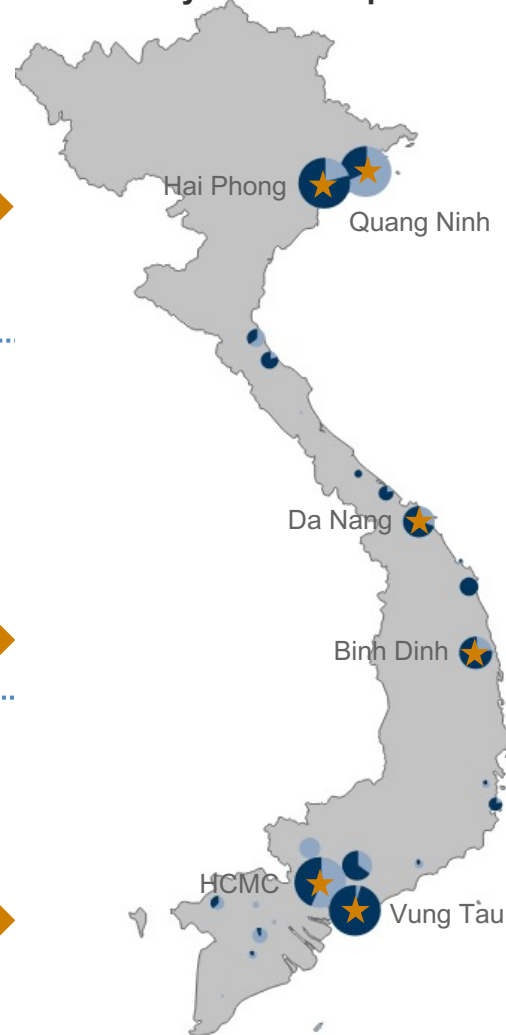 Hai Phong
Quang Ninh
Da Nang
Binh Dinh
HCMC
Vung Tau